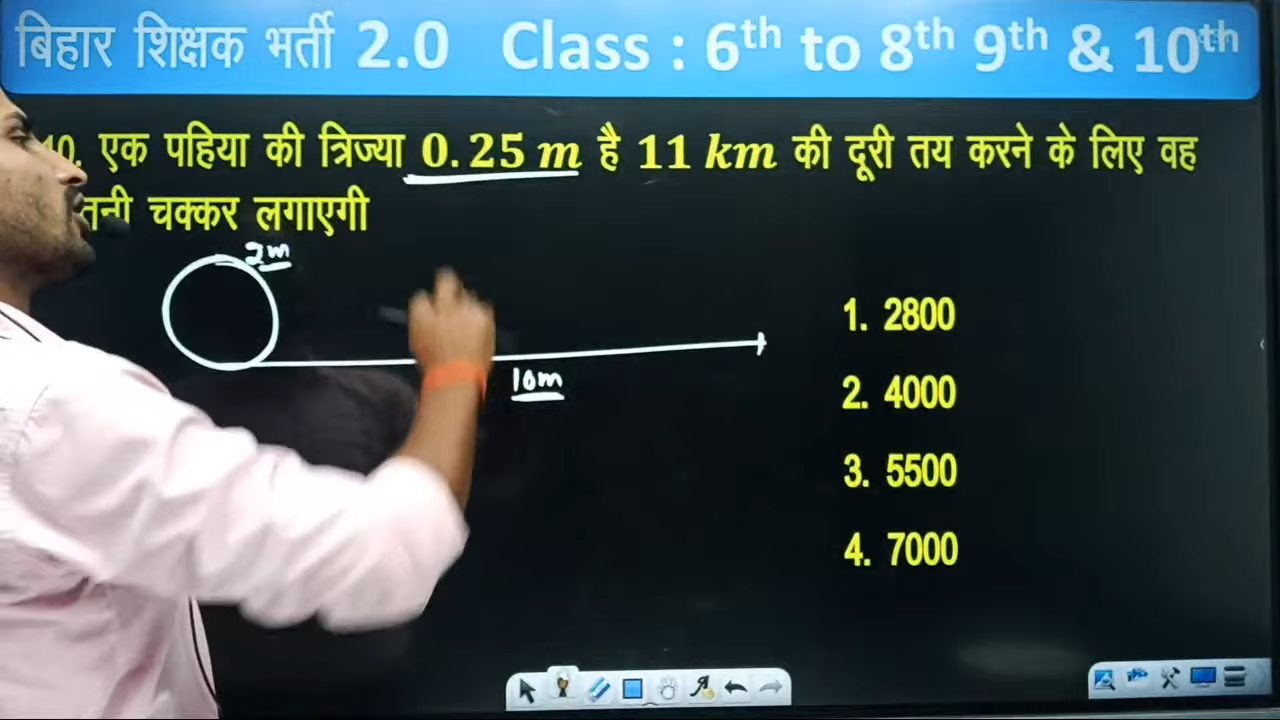 बिहार शिक्षक भर्ती 2.0 Class : 6th to 8th 9th & 10th
10. एक पहिया की त्रिज्या 0.25 m है 11 km की दूरी तय करने के लिए वह
चक्कर लगाएगी
2m
10m
1. 2800
2. 4000
3. 5500
4. 7000